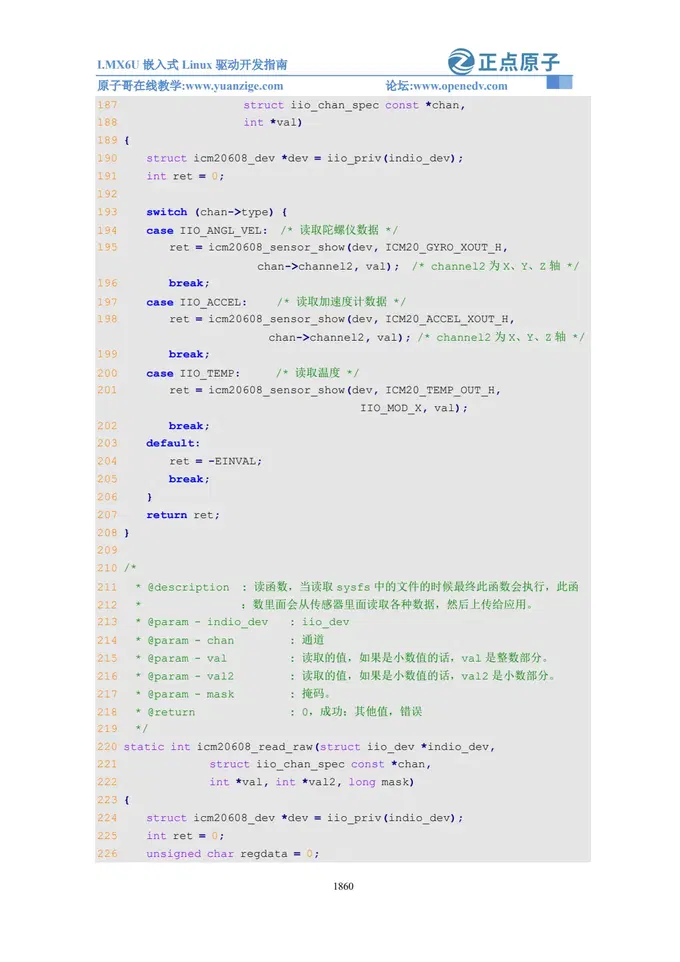 I.MX6U 嵌入式 Linux 驱动开发指南
正点原子
原子哥在线教学:www.yuanzige.com 论坛:www.openedv.com
187 struct iio_chan_spec const *chan,
188 int *val)
189 {
190 struct icm20608_dev *dev = iio_priv(indio_dev);
191 int ret = 0;
192
193 switch (chan->type) {
194 case IIO_ANGL_VEL: /* 读取陀螺仪数据 */
195 ret = icm20608_sensor_show(dev, ICM20_GYRO_XOUT_H,
chan->channel2, val); /* channel2 为 X、Y、Z 轴 */
196 break;
197 case IIO_ACCEL: /* 读取加速度计数据 */
198 ret = icm20608_sensor_show(dev, ICM20_ACCEL_XOUT_H,
chan->channel2, val); /* channel2 为 X、Y、Z 轴 */
199 break;
200 case IIO_TEMP: /* 读取温度 */
201 ret = icm20608_sensor_show(dev, ICM20_TEMP_OUT_H,
IIO_MOD_X, val);
202 break;
203 default:
204 ret = -EINVAL;
205 break;
206 }
207 return ret;
208 }
209
210 /*
211 * @description : 读函数，当读取 sysfs 中的文件的时候最终此函数会执行，此函
212 * ：数里面会从传感器里面读取各种数据，然后上传给应用。
213 * @param - indio_dev : iio_dev
214 * @param - chan : 通道
215 * @param - val : 读取的值，如果是小数值的话，val 是整数部分。
216 * @param - val2 : 读取的值，如果是小数值的话，val2 是小数部分。
217 * @param - mask : 掩码。
218 * @return : 0，成功；其他值，错误
219 */
220 static int icm20608_read_raw(struct iio_dev *indio_dev,
221 struct iio_chan_spec const *chan,
222 int *val, int *val2, long mask)
223 {
224 struct icm20608_dev *dev = iio_priv(indio_dev);
225 int ret = 0;
226 unsigned char regdata = 0;
1860